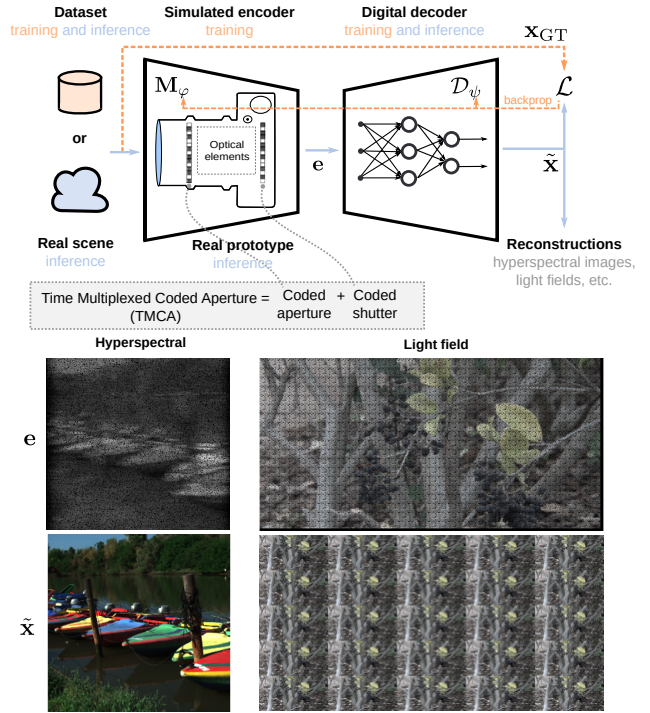 Dataset
training and inference
Simulated encoder
training
Digital decoder
training and inference
x_GT
M_φ
D_ψ
backprop
ℒ
or
Optical
elements
e
x̃
Real scene
inference
Real prototype
inference
Reconstructions
hyperspectral images,
light fields, etc.
Time Multiplexed Coded Aperture = Coded + Coded
(TMCA) aperture shutter
Hyperspectral
Light field
e
x̃